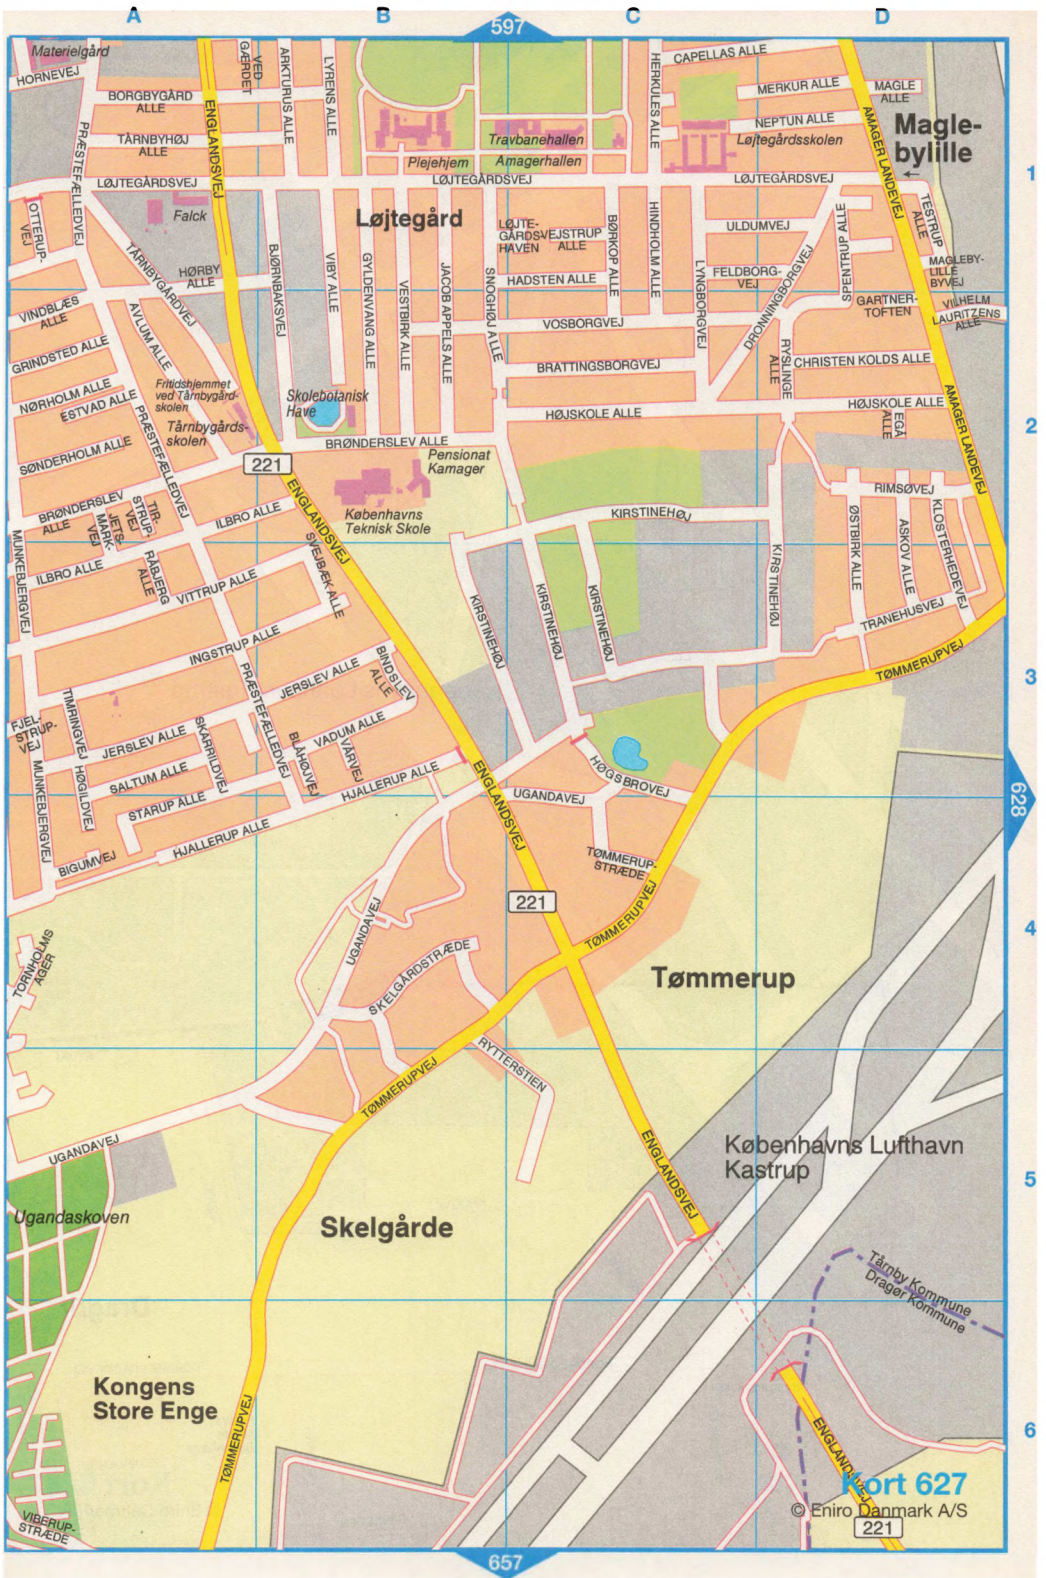 A
B
C
D
597
Materielgård
HORNEVEJ
VED
GÆRDET
ARKTURUS ALLE
LYRENS ALLE
HERKULES ALLE
CAPELLAS ALLE
MERKUR ALLE
MAGLE
ALLE
BORGBYGÅRD
ALLE
ENGLANDSVEJ
NEPTUN ALLE
AMAGER LANDEVEJ
Magle-
bylille
TÅRNBYHØJ
ALLE
PRÆSTEFÆLLEDVEJ
Travbanehallen
Løjtegårdsskolen
Plejehjem
Amagerhallen
1
LØJTEGÅRDSVEJ
LØJTEGÅRDSVEJ
LØJTEGÅRDSVEJ
OTTERUP-
VEJ
Falck
Løjtegård
LØJTE-
GÅRDS-
HAVEN
VEJSTRUP
ALLE
BØRKOP ALLE
HINDHOLM ALLE
ULDUMVEJ
SPENTRUP ALLE
TESTRUP
ALLE
TÅRNBYGÅRDVEJ
HØRBY
ALLE
BJØRNBAKSVEJ
VIBY ALLE
GYLDENVANG ALLE
VESTBIRK ALLE
JACOB APPELS ALLE
SNOGHØJ ALLE
HADSTEN ALLE
LYNGBORGVEJ
FELDBORG-
VEJ
DRONNINGBORGVEJ
MAGLEBY-
LILLE
BYVEJ
GARTNER-
TOFTEN
VILHELM
LAURITZENS
ALLE
VINDBLÆS
ALLE
AVLUM ALLE
VOSBORGVEJ
GRINDSTED ALLE
BRATTINGSBORGVEJ
RYSLINGE
ALLE
CHRISTEN KOLDS ALLE
NØRHOLM ALLE
ESTVAD ALLE
Fritidshjemmet
ved Tårnbygård-
skolen
Tårnbygårds-
skolen
Skolebotanisk
Have
HØJSKOLE ALLE
HØJSKOLE ALLE
EGÅ
ALLE
AMAGER LANDEVEJ
2
PRÆSTEFÆLLEDVEJ
SØNDERHOLM ALLE
BRØNDERSLEV ALLE
Pensionat
Kamager
221
BRØNDERSLEV
ALLE
TIR-
STRUP-
VEJ
JETS-
MARK-
VEJ
ILBRO ALLE
ENGLANDSVEJ
Københavns
Teknisk Skole
KIRSTINEHØJ
RIMSØVEJ
ØSTBIRK ALLE
ASKOV ALLE
KLOSTERHEDEVEJ
MUNKEBJERGVEJ
ILBRO ALLE
RÅBJERG
ALLE
VITTRUP ALLE
SVEJBÆK ALLE
KIRSTINEHØJ
KIRSTINEHØJ
KIRSTINEHØJ
KIRSTINEHØJ
TRANEHUSVEJ
INGSTRUP ALLE
BINDSLEV
ALLE
PRÆSTEFÆLLEDVEJ
JERSLEV ALLE
TØMMERUPVEJ
3
FJEL-
STRUP-
VEJ
TIMRINGVEJ
JERSLEV ALLE
SKARRILDVEJ
BLÅHØJVEJ
VADUM ALLE
VARVEJ
MUNKEBJERGVEJ
HØGILDVEJ
SALTUM ALLE
HJALLERUP ALLE
STARUP ALLE
ENGLANDSVEJ
UGANDAVEJ
HØGSBROVEJ
628
HJALLERUP ALLE
BIGUMVEJ
TØMMERUP-
STRÆDE
221
TØMMERUPVEJ
4
UGANDAVEJ
TORNHOLMS
AGER
SKELGÅRDSTRÆDE
Tømmerup
RYTTERSTIEN
TØMMERUPVEJ
UGANDAVEJ
ENGLANDSVEJ
Københavns Lufthavn
Kastrup
5
Ugandaskoven
Skelgårde
Tårnby Kommune
Dragør Kommune
Kongens
Store Enge
TØMMERUPVEJ
ENGLANDSVEJ
6
Kort 627
© Eniro Danmark A/S
221
VIBERUP-
STRÆDE
657